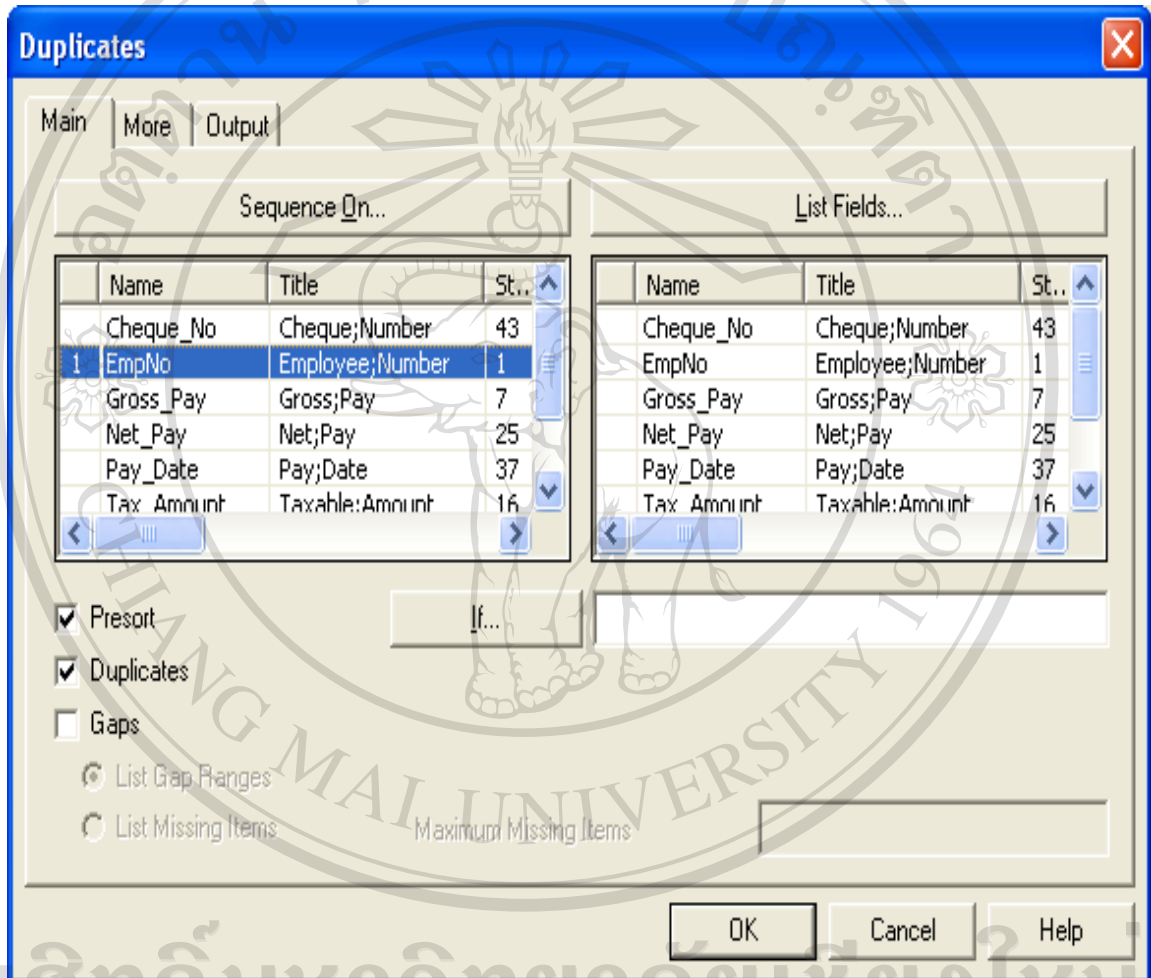 Duplicates
Main More Output
Sequence On... List Fields...
Name Title St.. Name Title St..
Cheque_No Cheque;Number 43 Cheque_No Cheque;Number 43
1 EmpNo Employee;Number 1 EmpNo Employee;Number 1
Gross_Pay Gross;Pay 7 Gross_Pay Gross;Pay 7
Net_Pay Net;Pay 25 Net_Pay Net;Pay 25
Pay_Date Pay;Date 37 Pay_Date Pay;Date 37
Tax_Amount Taxable;Amount 16 Tax_Amount Taxable;Amount 16
Presort If...
Duplicates
Gaps
List Gap Ranges
List Missing Items Maximum Missing Items
OK Cancel Help
CHIANG MAI UNIVERSITY 1964